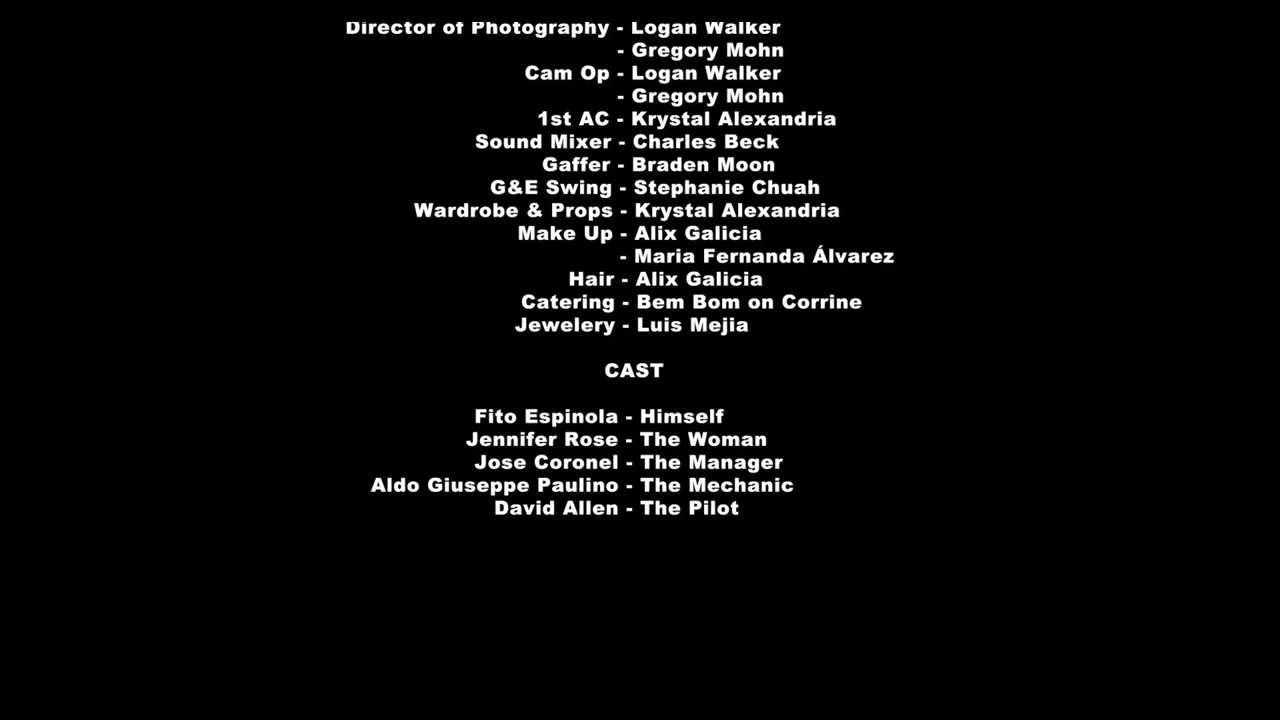 Director of Photography - Logan Walker
- Gregory Mohn
Cam Op - Logan Walker
- Gregory Mohn
1st AC - Krystal Alexandria
Sound Mixer - Charles Beck
Gaffer - Braden Moon
G&E Swing - Stephanie Chuah
Wardrobe & Props - Krystal Alexandria
Make Up - Alix Galicia
- Maria Fernanda Álvarez
Hair - Alix Galicia
Catering - Bem Bom on Corrine
Jewelery - Luis Mejia
CAST
Fito Espinola - Himself
Jennifer Rose - The Woman
Jose Coronel - The Manager
Aldo Giuseppe Paulino - The Mechanic
David Allen - The Pilot